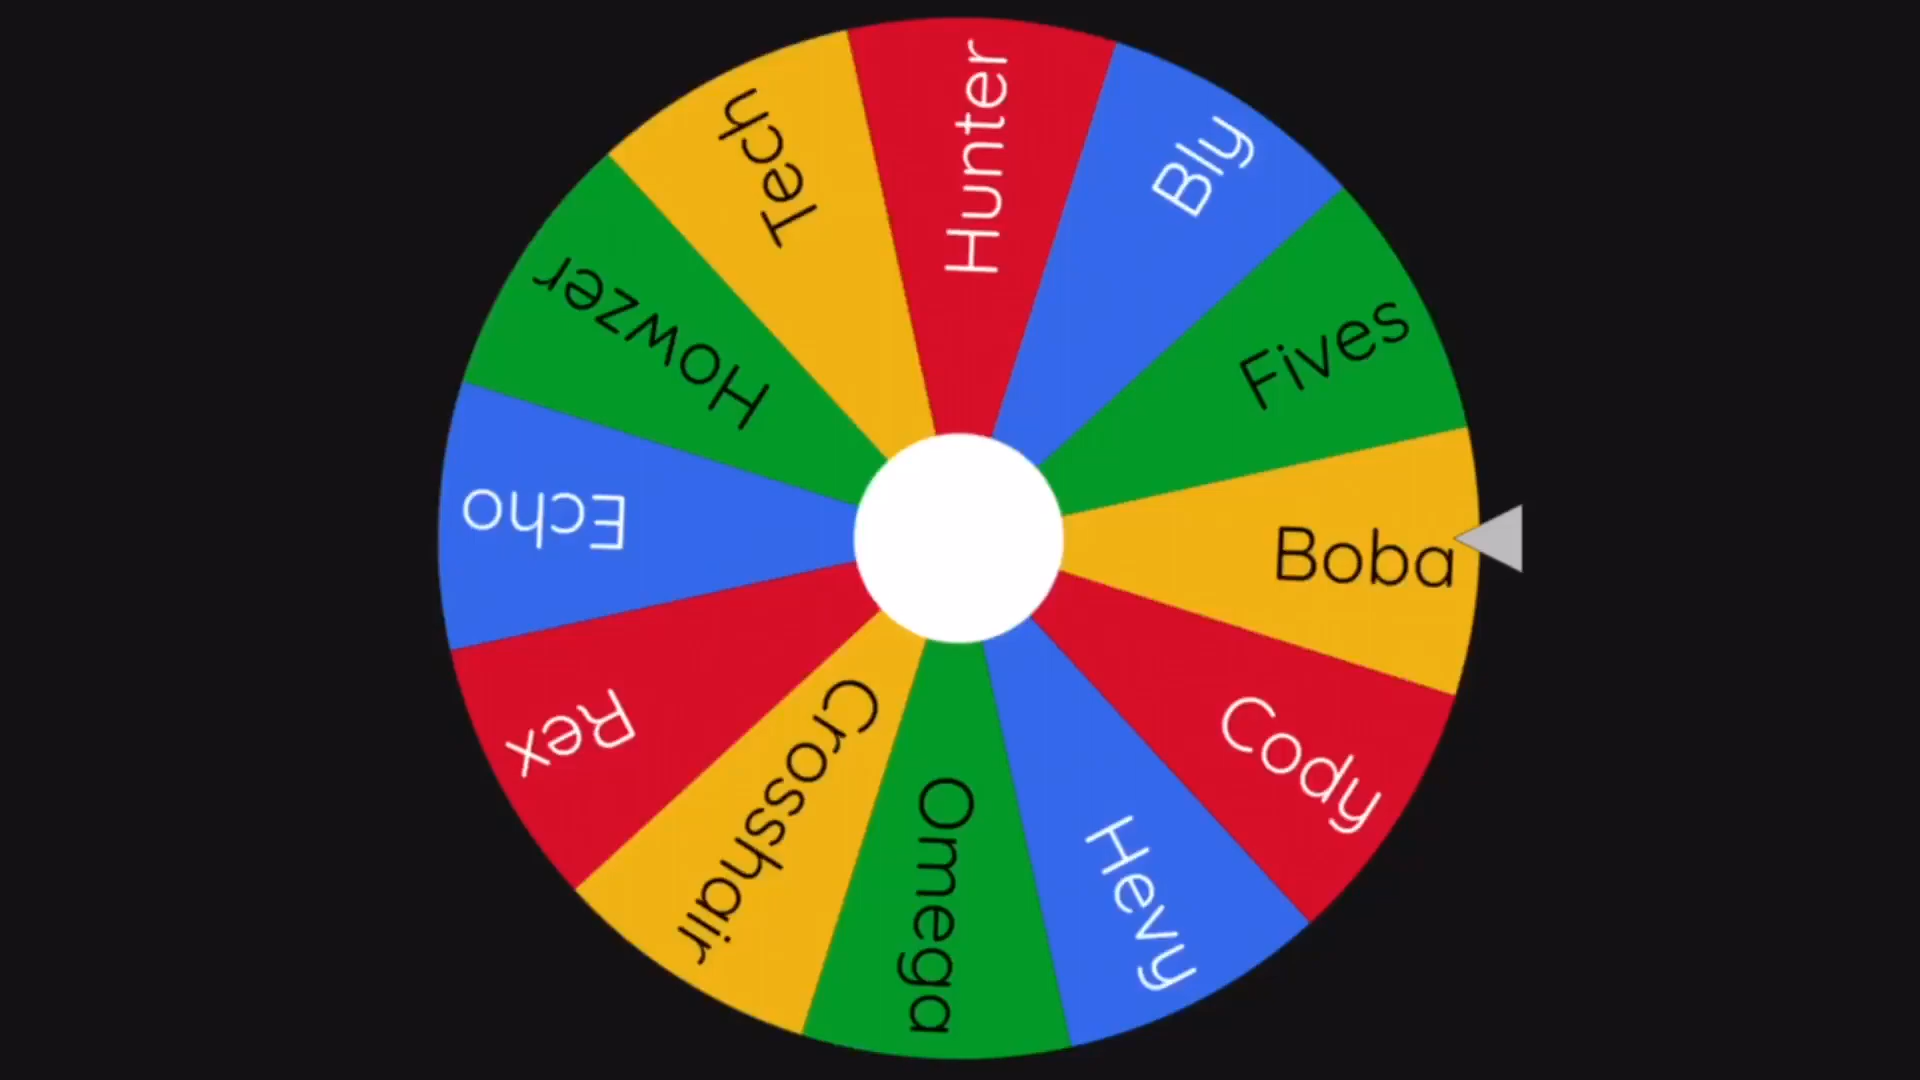 Hunter
Bly
Fives
Boba
Cody
Hevy
Omega
Crosshair
Rex
Echo
Howzer
Tech